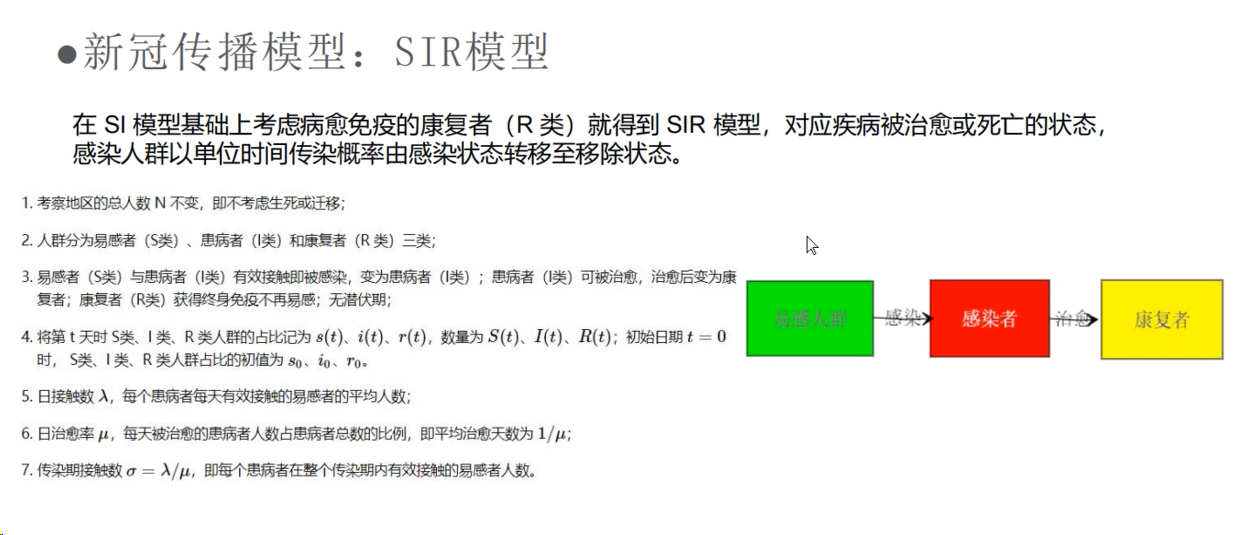 ●新冠传播模型：SIR模型
在 SI 模型基础上考虑病愈免疫的康复者（R 类）就得到 SIR 模型，对应疾病被治愈或死亡的状态，
感染人群以单位时间传染概率由感染状态转移至移除状态。
1. 考察地区的总人数 N 不变，即不考虑生死或迁移；
2. 人群分为易感者（S类）、患病者（I类）和康复者（R 类）三类；
3. 易感者（S类）与患病者（I类）有效接触即被感染，变为患病者（I类）；患病者（I类）可被治愈，治愈后变为康
复者；康复者（R类）获得终身免疫不再易感；无潜伏期；
4. 将第 t 天时 S类、I 类、R 类人群的占比记为 s(t)、i(t)、r(t)，数量为 S(t)、I(t)、R(t)；初始日期 t = 0
时， S类、I 类、R 类人群占比的初值为 s₀、i₀、r₀。
5. 日接触数 λ，每个患病者每天有效接触的易感者的平均人数；
6. 日治愈率 μ，每天被治愈的患病者人数占患病者总数的比例，即平均治愈天数为 1/μ；
7. 传染期接触数 σ = λ/μ，即每个患病者在整个传染期内有效接触的易感者人数。
易感人群 感染 感染者 治愈 康复者